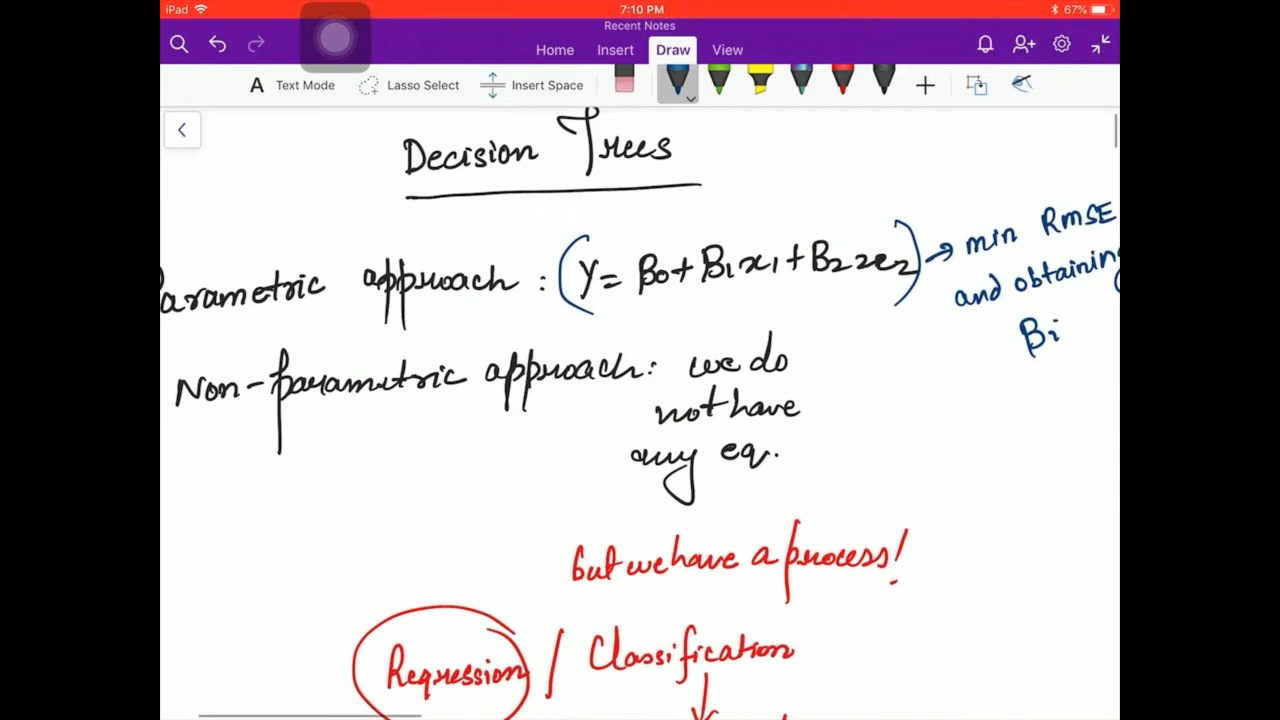 iPad 7:10 PM 67%
Recent Notes
Home Insert Draw View
A Text Mode Lasso Select Insert Space
Decision Trees
Parametric approach : (Y = B0 + B1x1 + B2x2) → min RMSE
and obtaining
Bi
Non-parametric approach: we do
not have
any eq.
but we have a process!
Regression / Classification